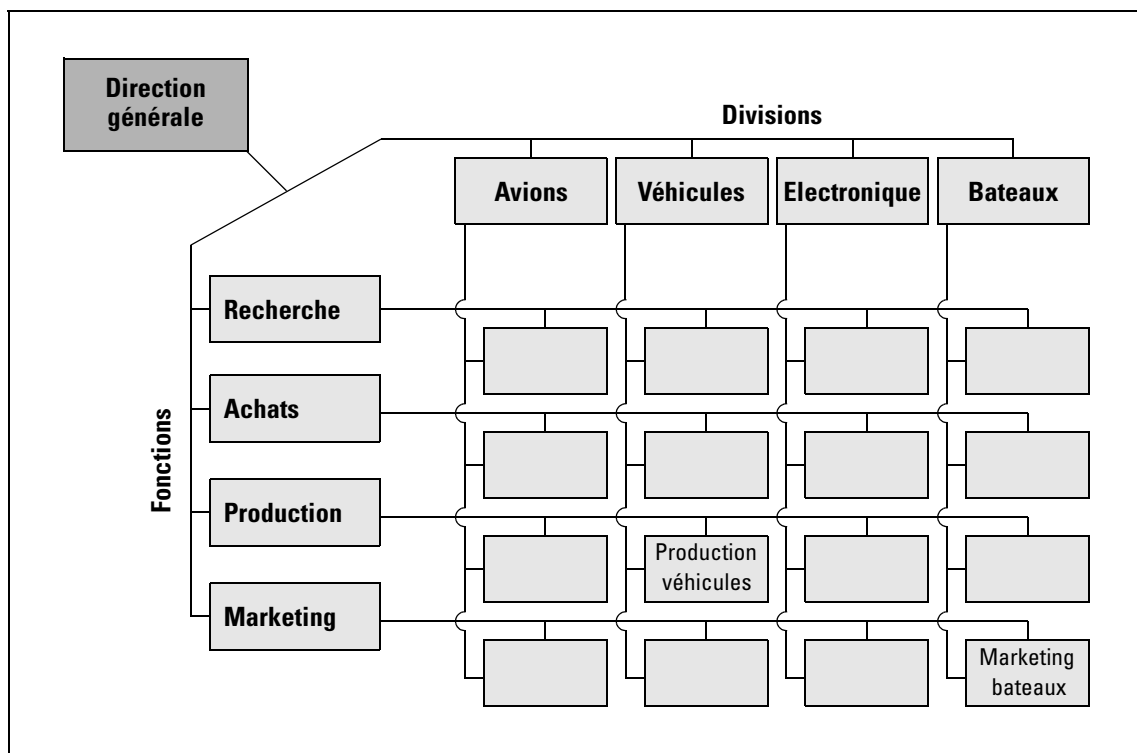 Direction
générale
Divisions
Avions
Véhicules
Electronique
Bateaux
Fonctions
Recherche
Achats
Production
Production
véhicules
Marketing
Marketing
bateaux